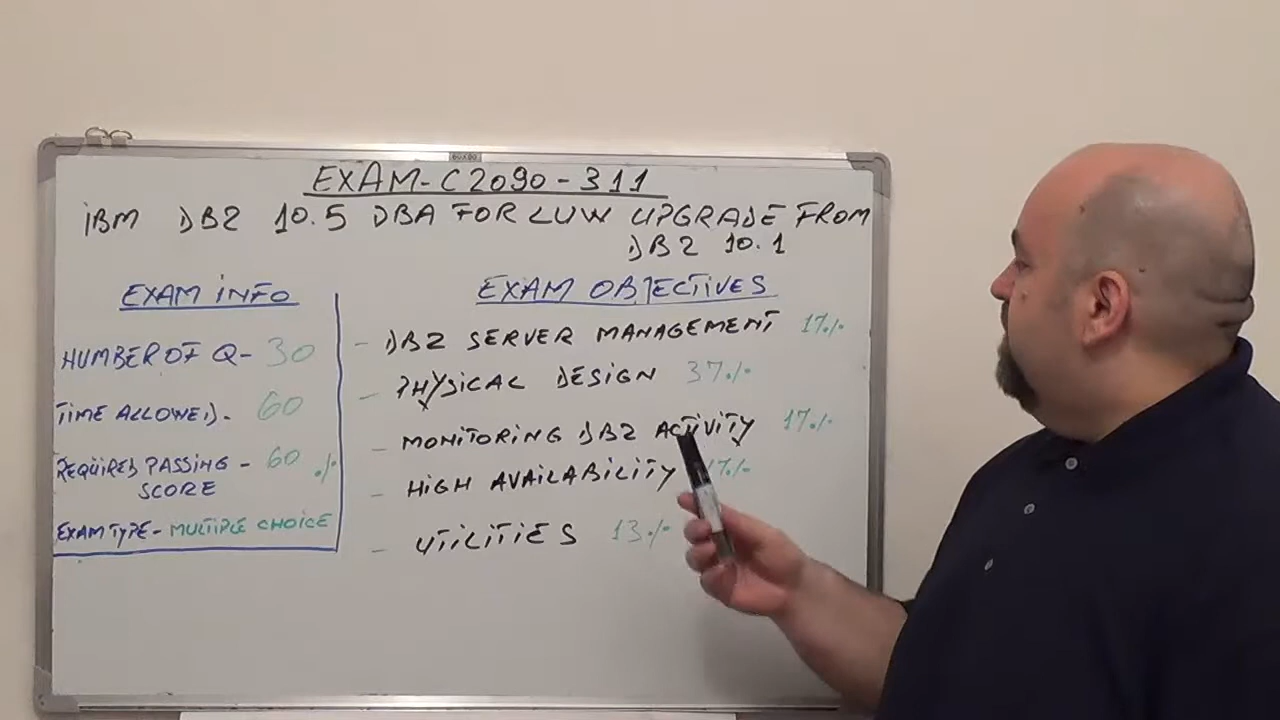 EXAM-C2090-311
IBM DB2 10.5 DBA FOR LUW UPGRADE FROM
DB2 10.1
EXAM INFO
NUMBER OF Q- 30
TIME ALLOWED- 60
REQUIRED PASSING - 60 %
SCORE
EXAM TYPE- MULTIPLE CHOICE
EXAM OBJECTIVES
- DB2 SERVER MANAGEMENT 17%
- PHYSICAL DESIGN 37%
- MONITORING DB2 ACTIVITY 17%
- HIGH AVAILABILITY
- UTILITIES 13%